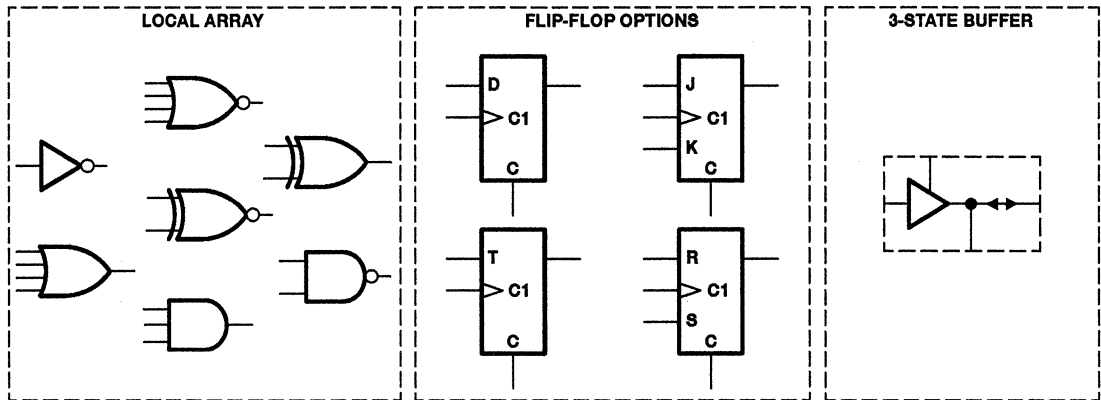 LOCAL ARRAY
FLIP-FLOP OPTIONS
3-STATE BUFFER
D
C1
C
J
C1
K
C
T
C1
C
R
C1
S
C